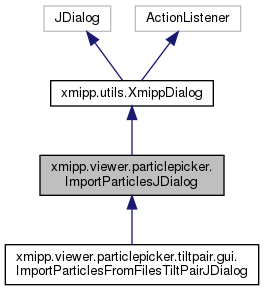 JDialog
ActionListener
xmipp.utils.XmippDialog
xmipp.viewer.particlepicker.
ImportParticlesJDialog
xmipp.viewer.particlepicker.tiltpair.gui.
ImportParticlesFromFilesTiltPairJDialog